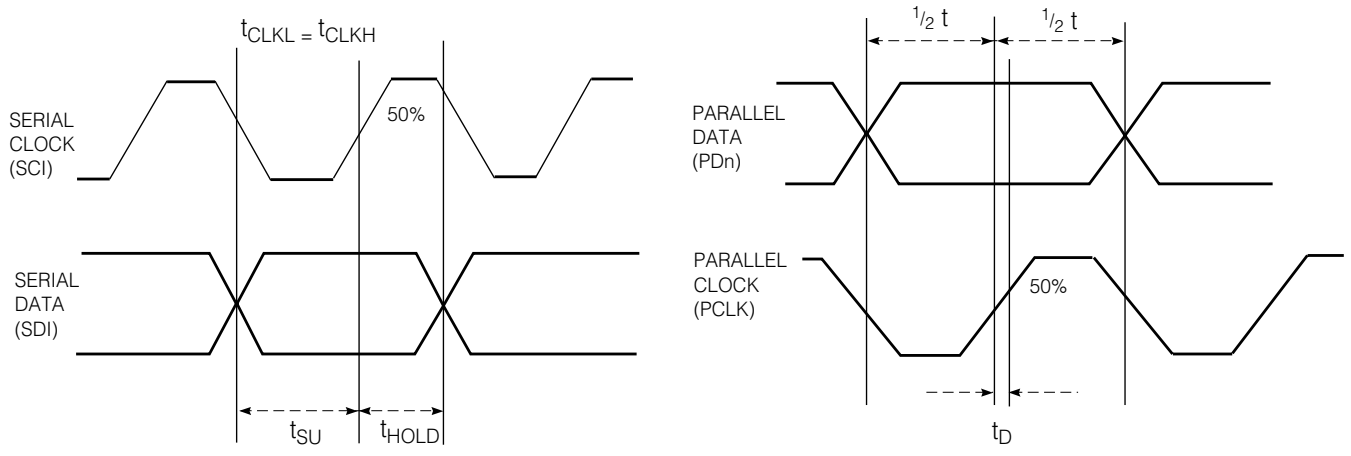 tCLKL = tCLKH
SERIAL
CLOCK
(SCI)
50%
SERIAL
DATA
(SDI)
tSU
tHOLD
1/2 t
1/2 t
PARALLEL
DATA
(PDn)
PARALLEL
CLOCK
(PCLK)
50%
tD